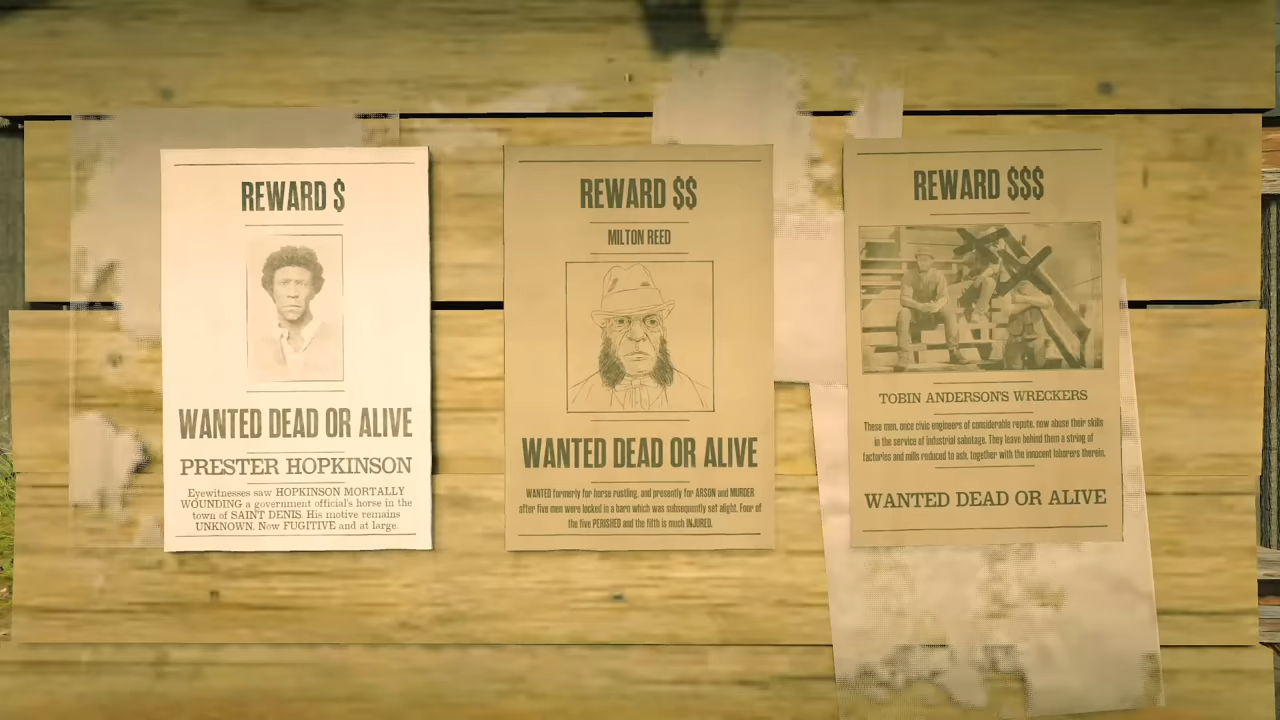 REWARD $
WANTED DEAD OR ALIVE
PRESTER HOPKINSON
Eyewitnesses saw HOPKINSON MORTALLY
WOUNDING a government official's horse in the
town of SAINT DENIS. His motive remains
UNKNOWN. Now FUGITIVE and at large.
REWARD $$
MILTON REED
WANTED DEAD OR ALIVE
WANTED formerly for horse rustling, and presently for ARSON and MURDER
after five men were locked in a barn which was subsequently set alight. Four of
the five PERISHED and the fifth is much INJURED.
REWARD $$$
TOBIN ANDERSON'S WRECKERS
These men, once civic engineers of considerable repute, now abuse their skills
in the service of industrial sabotage. They leave behind them a string of
factories and mills reduced to ash, together with the innocent laborers therein.
WANTED DEAD OR ALIVE